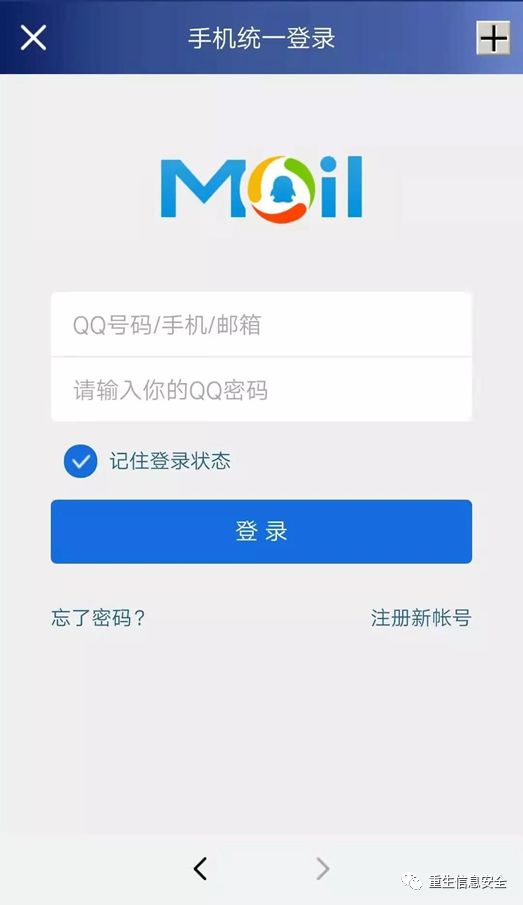 手机统一登录
Mail
QQ号码/手机/邮箱
请输入你的QQ密码
记住登录状态
登录
忘了密码?
注册新帐号
重生信息安全